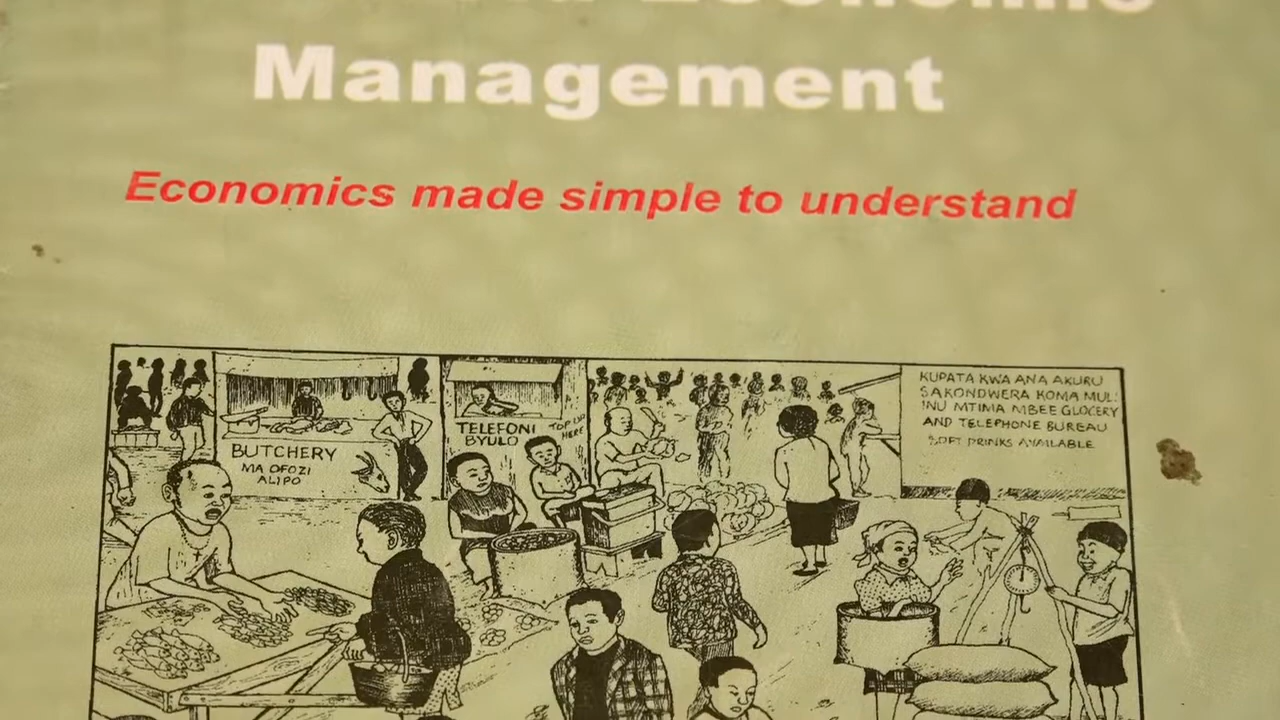 Economic
Management
Economics made simple to understand
BUTCHERY
MA OFOZI
ALIPO
TELEFONI
BYULO
TOP UP
HERE
KUPATA KWA ANA AKURU
SAKONDWERA KOMA MUL:
INU MTIMA MBEE GLOCERY
AND TELEPHONE BUREAU
SOFT DRINKS AVAILABLE